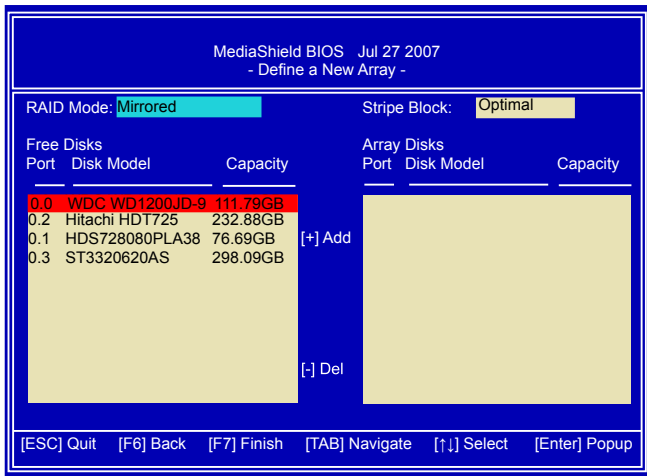 MediaShield BIOS Jul 27 2007
- Define a New Array -
RAID Mode: Mirrored Stripe Block: Optimal
Free Disks Array Disks
Port Disk Model Capacity Port Disk Model Capacity
0.0 WDC WD1200JD-9 111.79GB
0.2 Hitachi HDT725 232.88GB
0.1 HDS728080PLA38 76.69GB [+] Add
0.3 ST3320620AS 298.09GB
[-] Del
[ESC] Quit [F6] Back [F7] Finish [TAB] Navigate [↑↓] Select [Enter] Popup